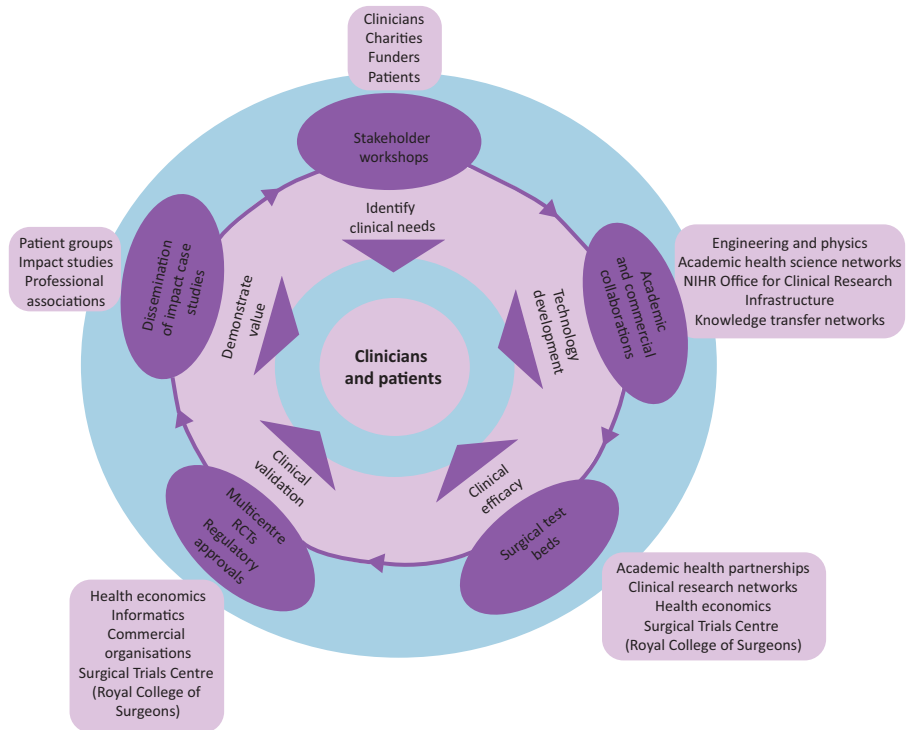 Clinicians
Charities
Funders
Patients
Stakeholder
workshops
Identify
clinical needs
Patient groups
Impact studies
Professional
associations
Dissemination
of impact case
studies
Demonstrate
value
Clinicians
and patients
Technology
development
Academic
and commercial
collaborations
Engineering and physics
Academic health science networks
NIHR Office for Clinical Research
Infrastructure
Knowledge transfer networks
Clinical
validation
Clinical
efficacy
Multicentre
RCTs
Regulatory
approvals
Surgical test
beds
Health economics
Informatics
Commercial
organisations
Surgical Trials Centre
(Royal College of
Surgeons)
Academic health partnerships
Clinical research networks
Health economics
Surgical Trials Centre
(Royal College of Surgeons)